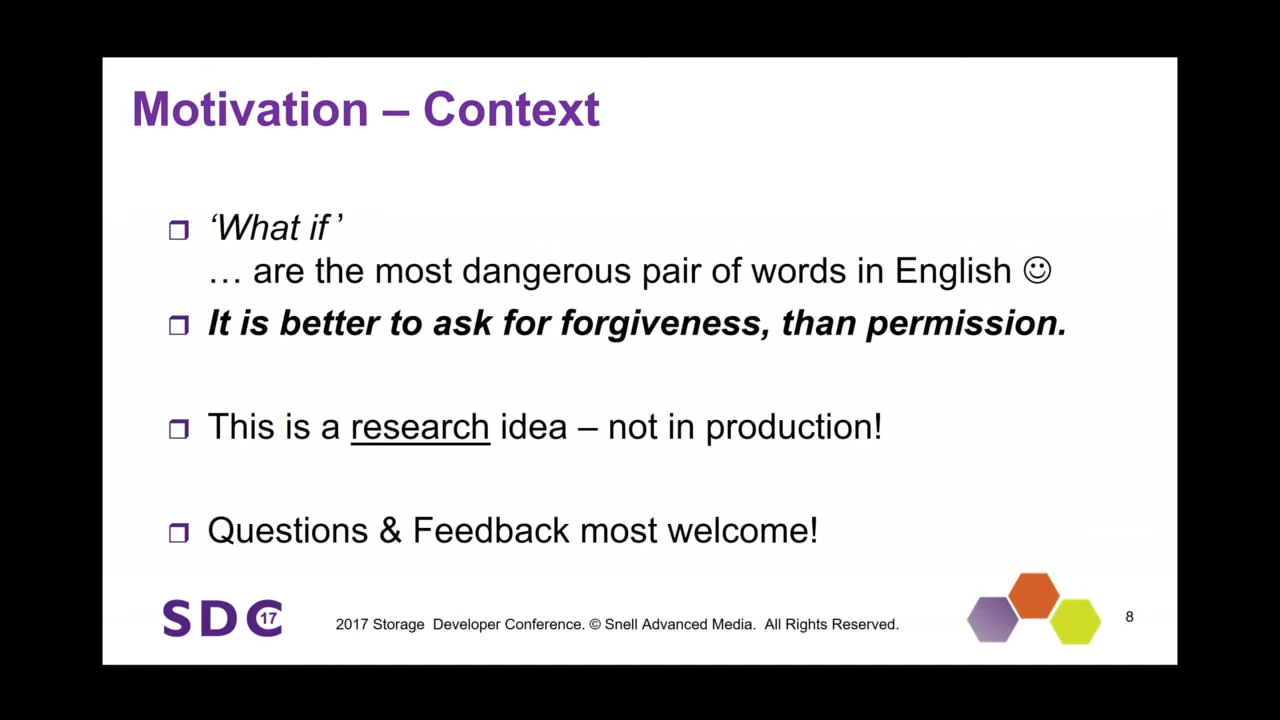 Motivation – Context
‘What if ’
… are the most dangerous pair of words in English ☺
It is better to ask for forgiveness, than permission.
This is a research idea – not in production!
Questions & Feedback most welcome!
SDC 17
2017 Storage Developer Conference. © Snell Advanced Media. All Rights Reserved.
8